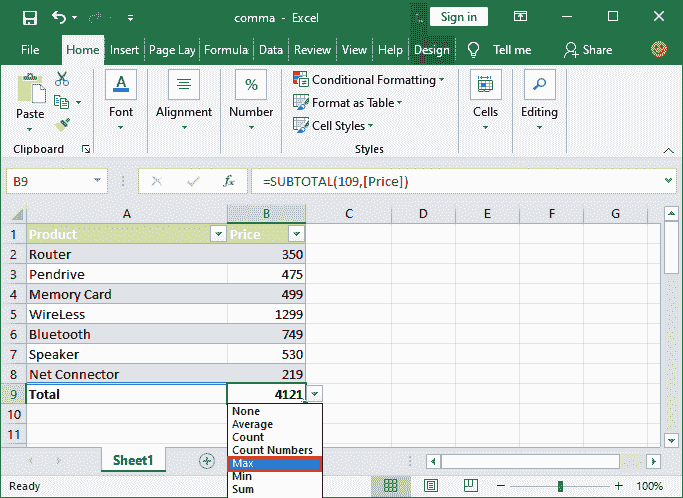 comma - Excel
Sign in
File Home Insert Page Lay Formula Data Review View Help Design Tell me Share
Paste
Clipboard
Font
Alignment
%
Number
Conditional Formatting
Format as Table
Cell Styles
Styles
Cells
Editing
B9 fx =SUBTOTAL(109,[Price])
A B C D E F G
1 Product Price
2 Router 350
3 Pendrive 475
4 Memory Card 499
5 WireLess 1299
6 Bluetooth 749
7 Speaker 530
8 Net Connector 219
9 Total 4121
10
11
None
Average
Count
Count Numbers
Max
Min
Sum
Sheet1
Ready 100%